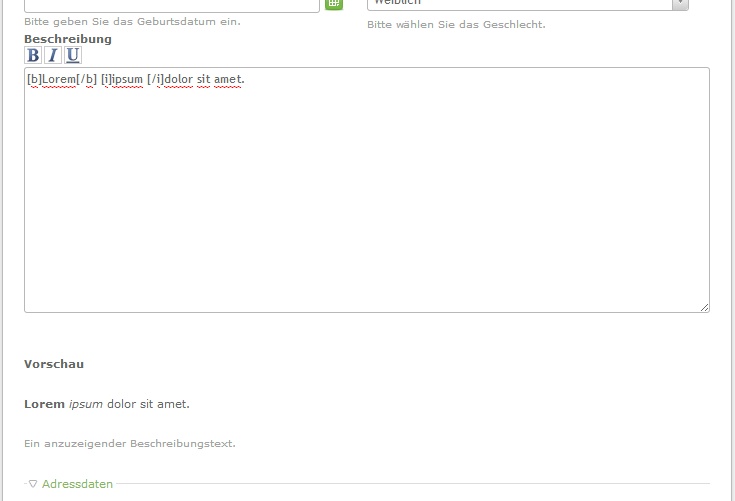 Weiblich
Bitte geben Sie das Geburtsdatum ein.
Bitte wählen Sie das Geschlecht.
Beschreibung
B I U
[b]Lorem[/b] [i]ipsum [/i]dolor sit amet.
Vorschau
Lorem ipsum dolor sit amet.
Ein anzuzeigender Beschreibungstext.
Adressdaten